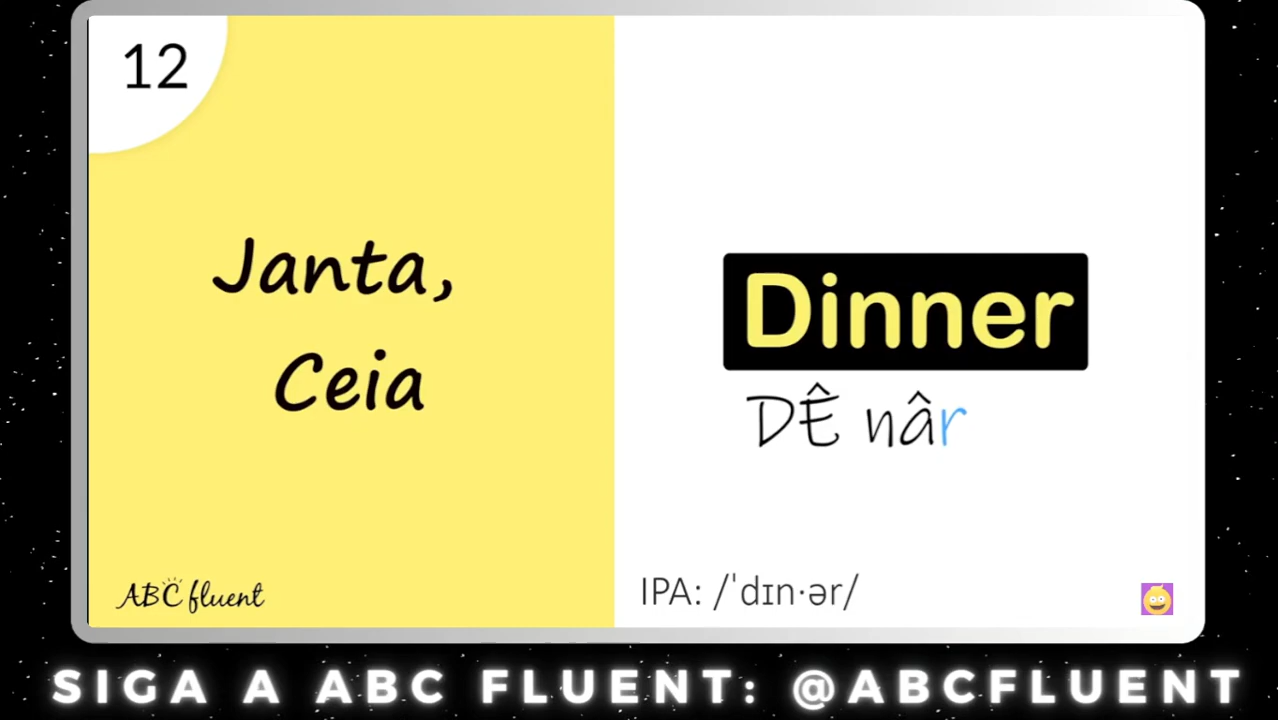 12
Janta,
Ceia
Dinner
DÊ nâr
ABC fluent
IPA: /ˈdɪn·ər/
SIGA A ABC FLUENT: @ABCFLUENT